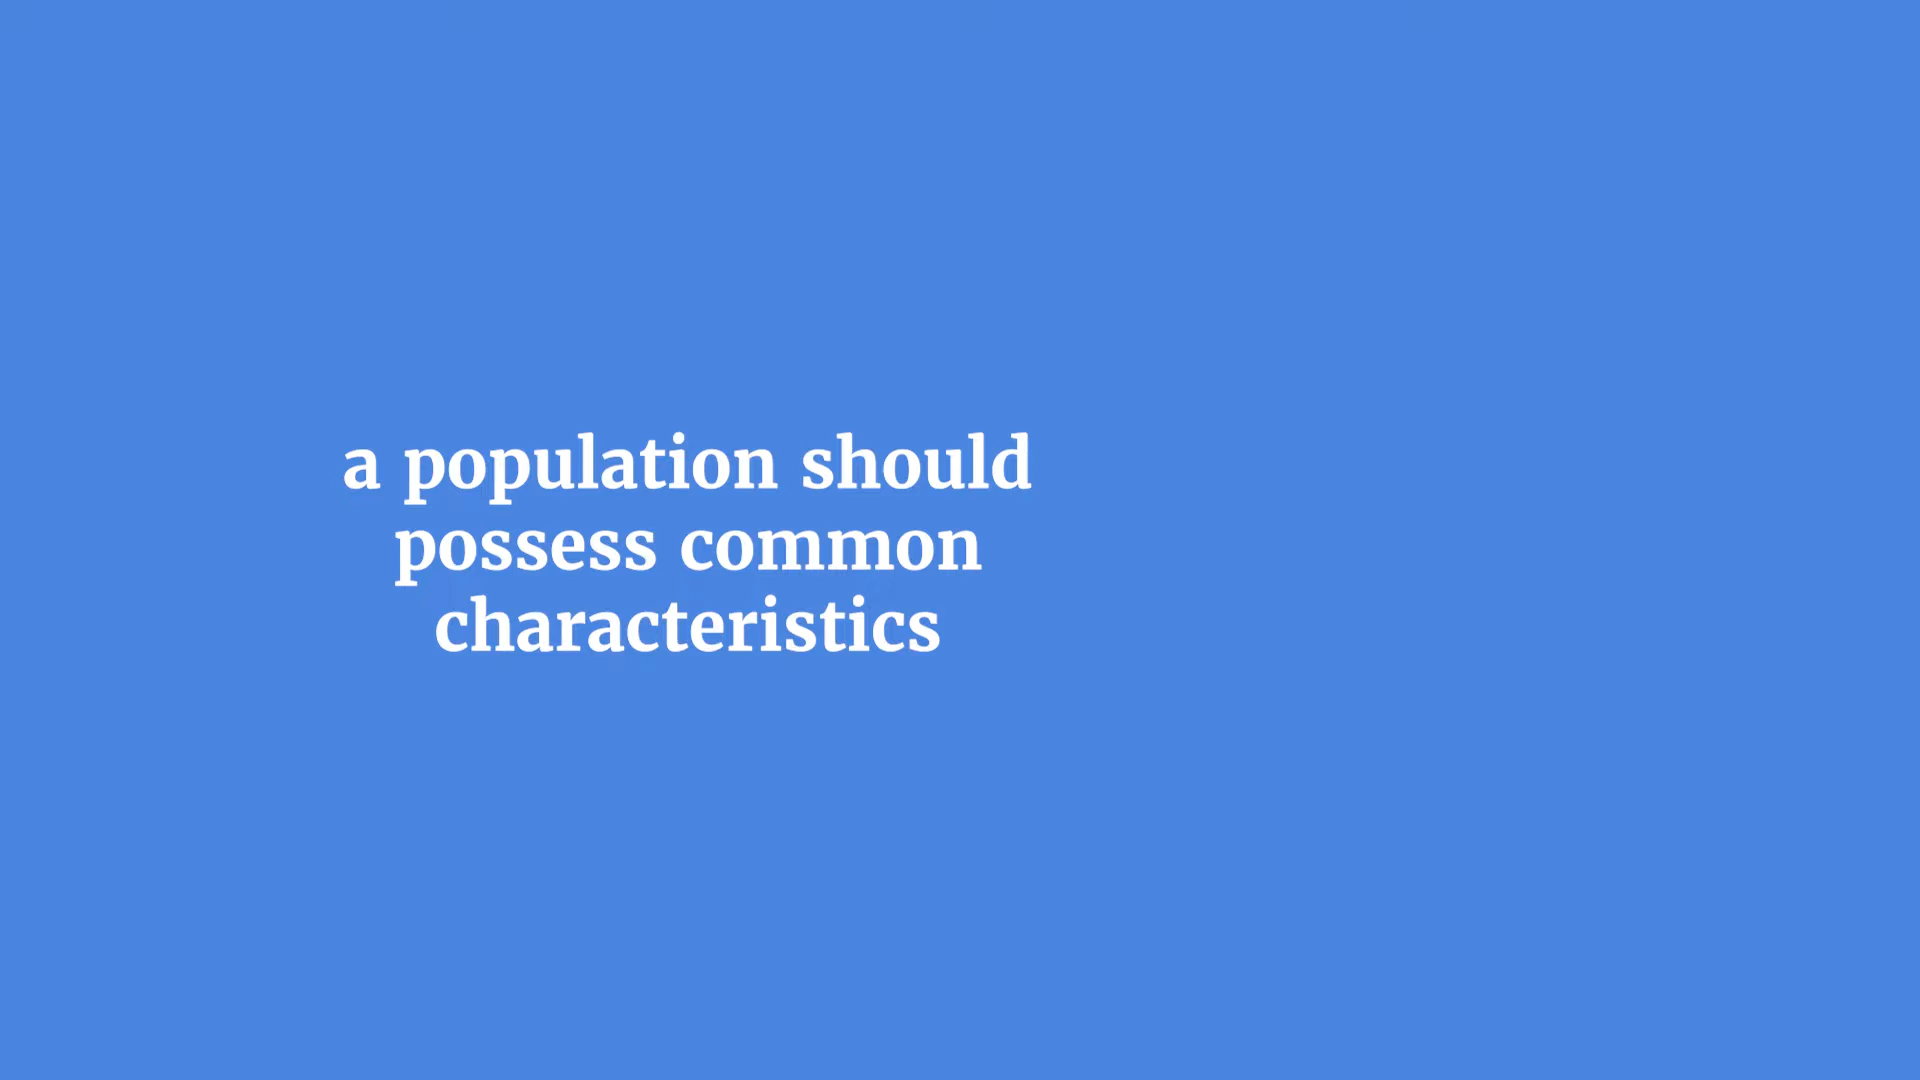 a population should
possess common
characteristics